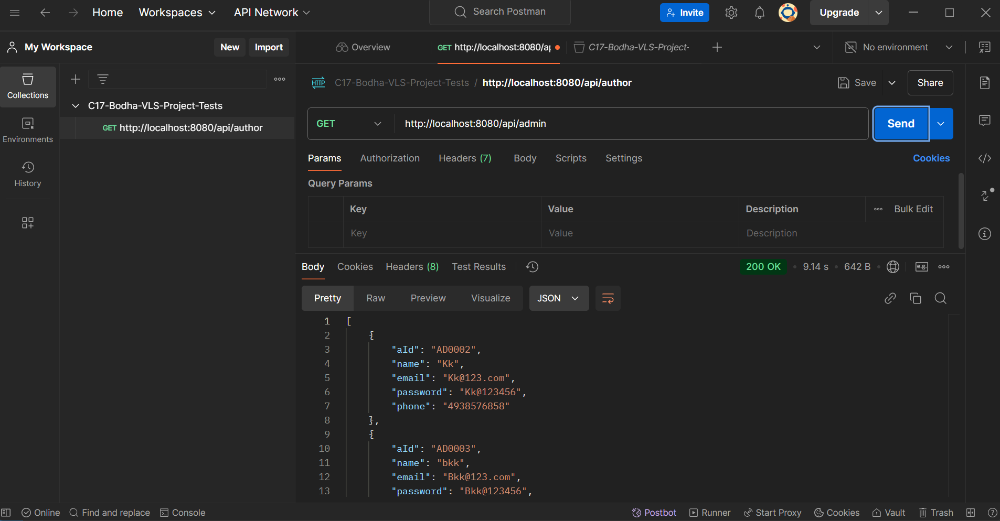 Home Workspaces API Network Search Postman Invite Upgrade
My Workspace New Import Overview GET http://localhost:8080/ap C17-Bodha-VLS-Project- No environment
Collections
C17-Bodha-VLS-Project-Tests / http://localhost:8080/api/author Save Share
C17-Bodha-VLS-Project-Tests
GET http://localhost:8080/api/author
GET http://localhost:8080/api/admin Send
Environments
Params Authorization Headers (7) Body Scripts Settings Cookies
History
Query Params
Key Value Description Bulk Edit
Key Value Description
Body Cookies Headers (8) Test Results 200 OK 9.14 s 642 B e.g.
Pretty Raw Preview Visualize JSON
1 [
2 {
3 "aId": "AD0002",
4 "name": "Kk",
5 "email": "Kk@123.com",
6 "password": "Kk@123456",
7 "phone": "4938576858"
8 },
9 {
10 "aId": "AD0003",
11 "name": "bkk",
12 "email": "Bkk@123.com",
13 "password": "Bkk@123456",
Online Find and replace Console Postbot Runner Start Proxy Cookies Vault Trash